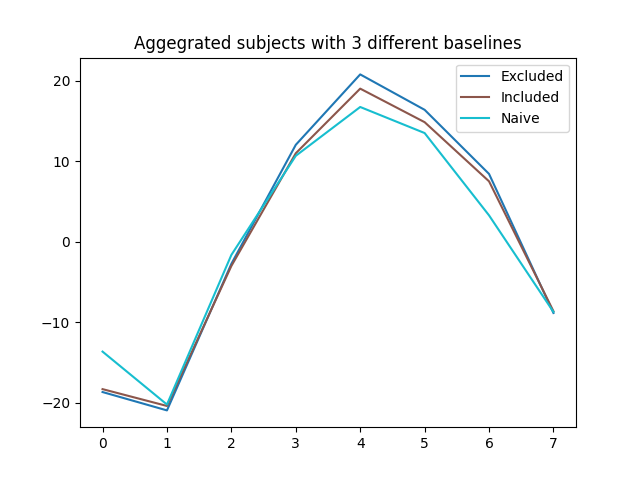 Aggegrated subjects with 3 different baselines
Excluded
Included
Naive
20
10
0
−10
−20
0 1 2 3 4 5 6 7